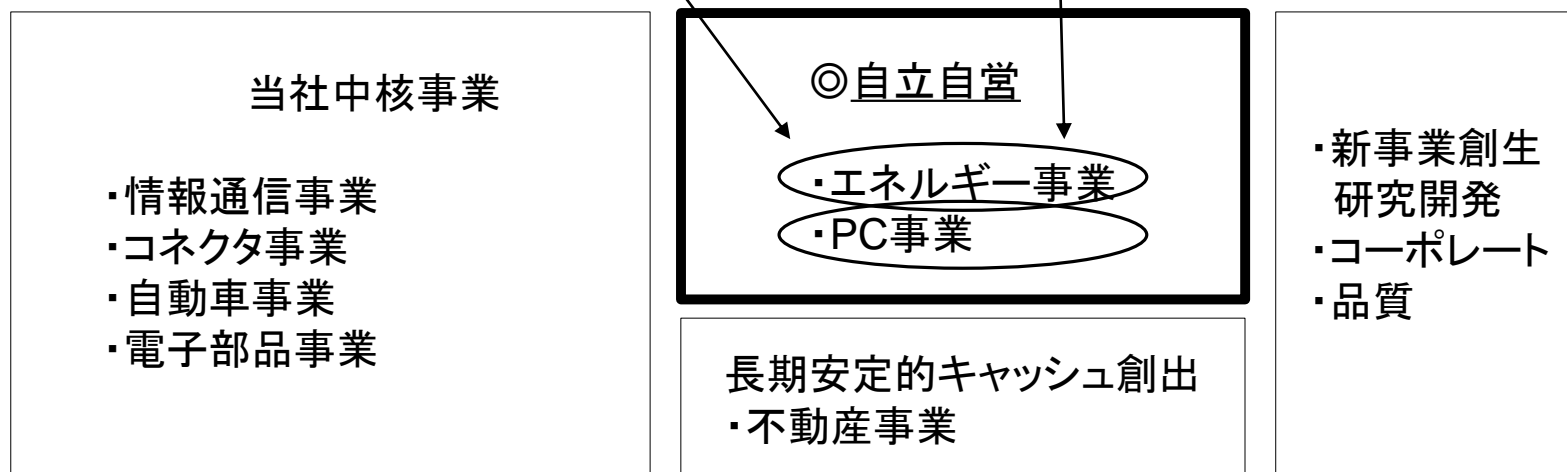 当社中核事業
・情報通信事業
・コネクタ事業
・自動車事業
・電子部品事業
◎自立自営
・エネルギー事業
・PC事業
長期安定的キャッシュ創出
・不動産事業
・新事業創生
研究開発
・コーポレート
・品質